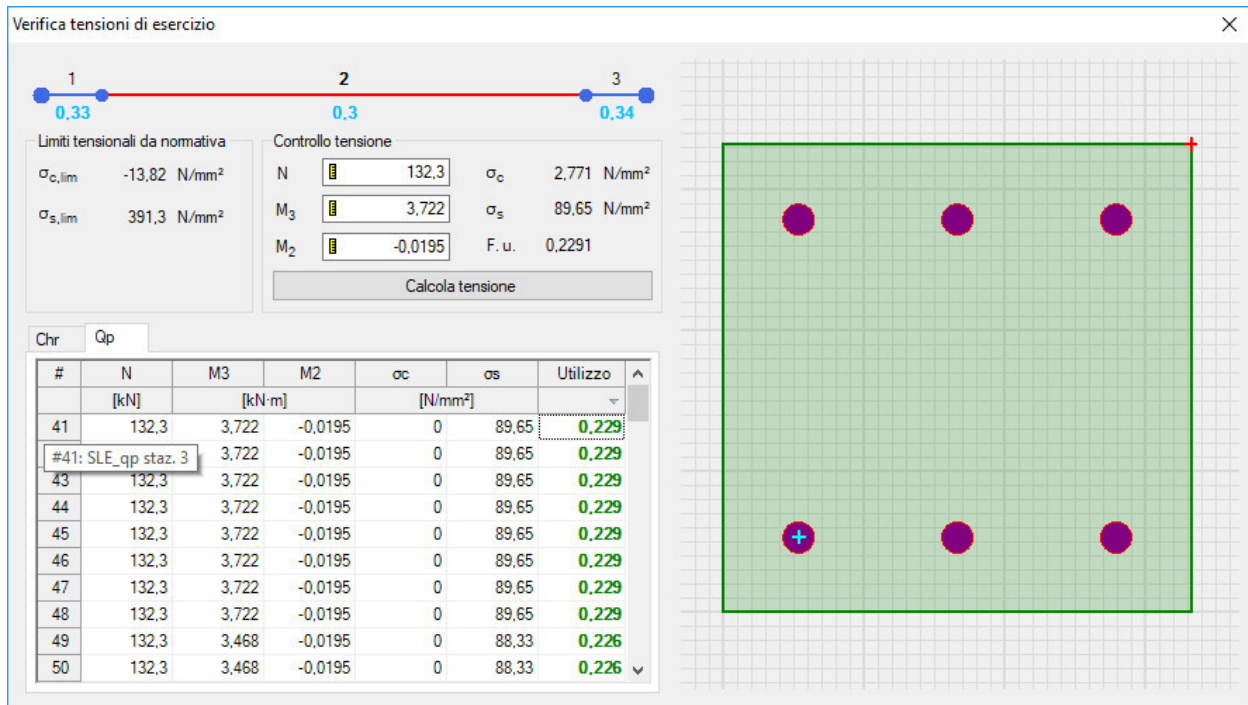 Verifica tensioni di esercizio
1 2 3
0,33 0,3 0,34
Limiti tensionali da normativa
σc,lim -13,82 N/mm²
σs,lim 391,3 N/mm²
Controllo tensione
N 132,3 σc 2,771 N/mm²
M3 3,722 σs 89,65 N/mm²
M2 -0,0195 F. u. 0,2291
Calcola tensione
Chr Qp
# N M3 M2 σc σs Utilizzo
[kN] [kN·m] [N/mm²]
41 132,3 3,722 -0,0195 0 89,65 0,229
#41: SLE_qp staz. 3 3,722 -0,0195 0 89,65 0,229
43 132,3 3,722 -0,0195 0 89,65 0,229
44 132,3 3,722 -0,0195 0 89,65 0,229
45 132,3 3,722 -0,0195 0 89,65 0,229
46 132,3 3,722 -0,0195 0 89,65 0,229
47 132,3 3,722 -0,0195 0 89,65 0,229
48 132,3 3,722 -0,0195 0 89,65 0,229
49 132,3 3,468 -0,0195 0 88,33 0,226
50 132,3 3,468 -0,0195 0 88,33 0,226